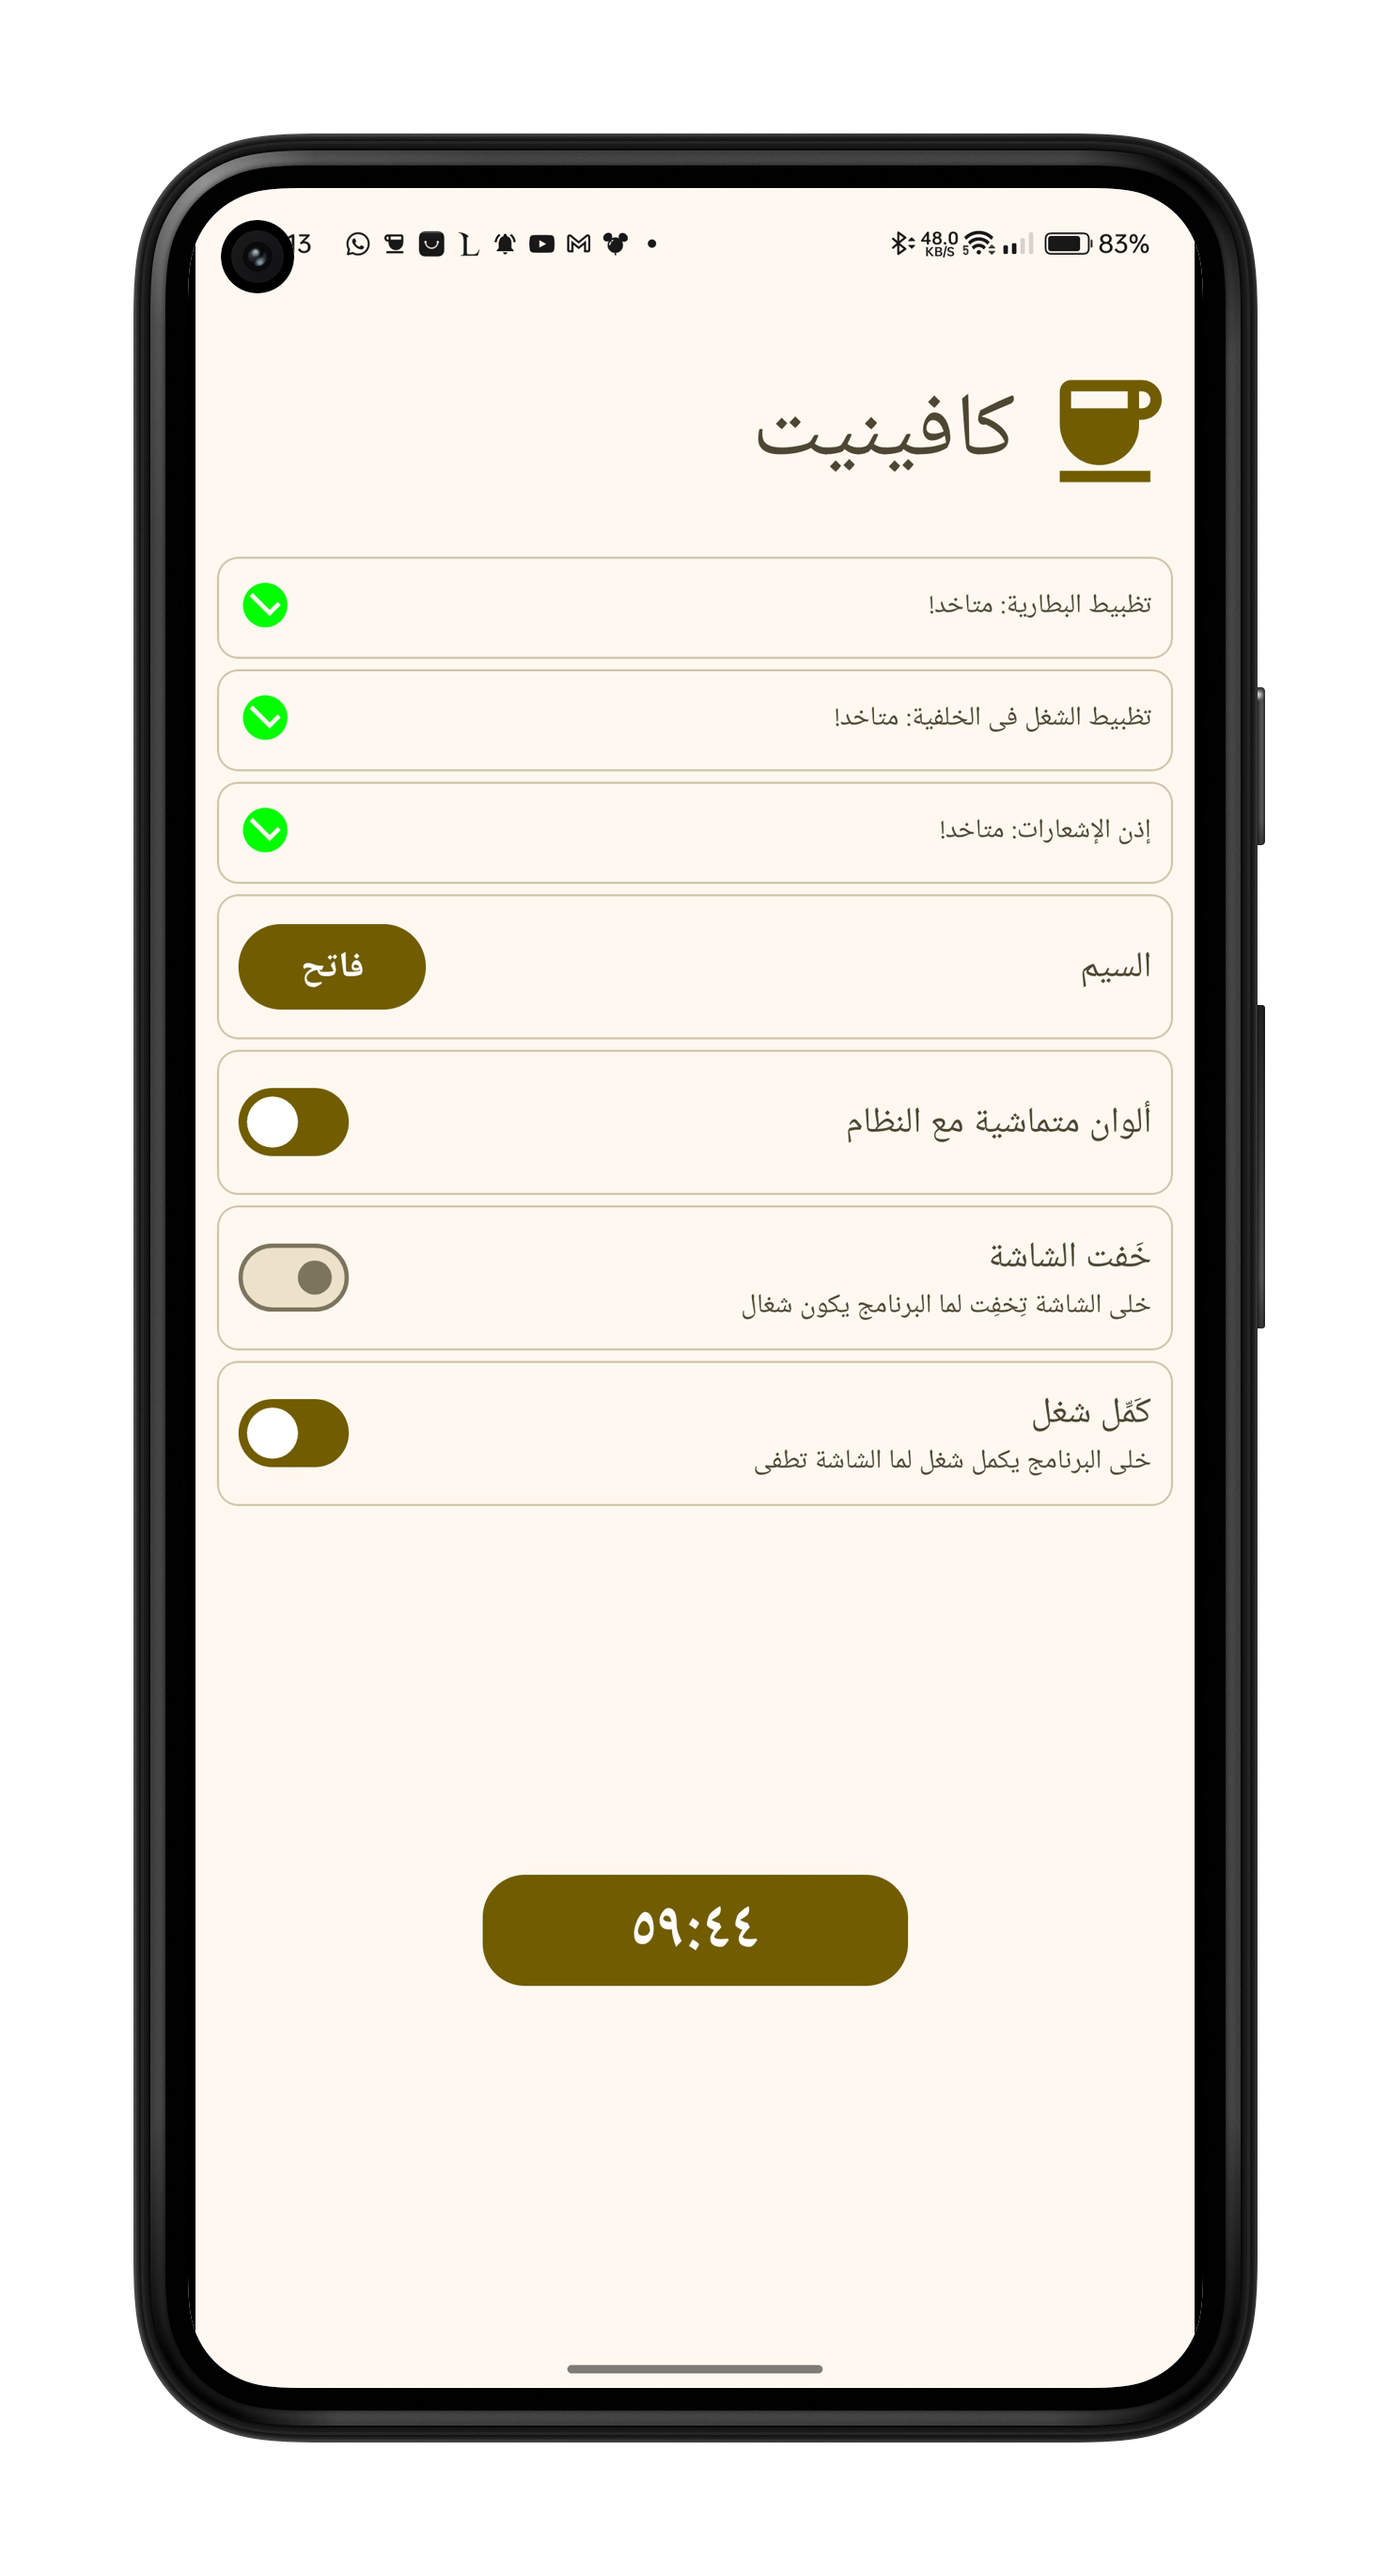 13 48.0 KB/S 5 83%
كافينيت
تظبيط البطارية: متاخد!
تظبيط الشغل فى الخلفية: متاخد!
إذن الإشعارات: متاخد!
السيم فاتح
ألوان متماشية مع النظام
خَفت الشاشة
خلى الشاشة تِخفِت لما البرنامج يكون شغال
كَمِّل شغل
خلى البرنامج يكمل شغل لما الشاشة تطفى
٥٩:٤٤